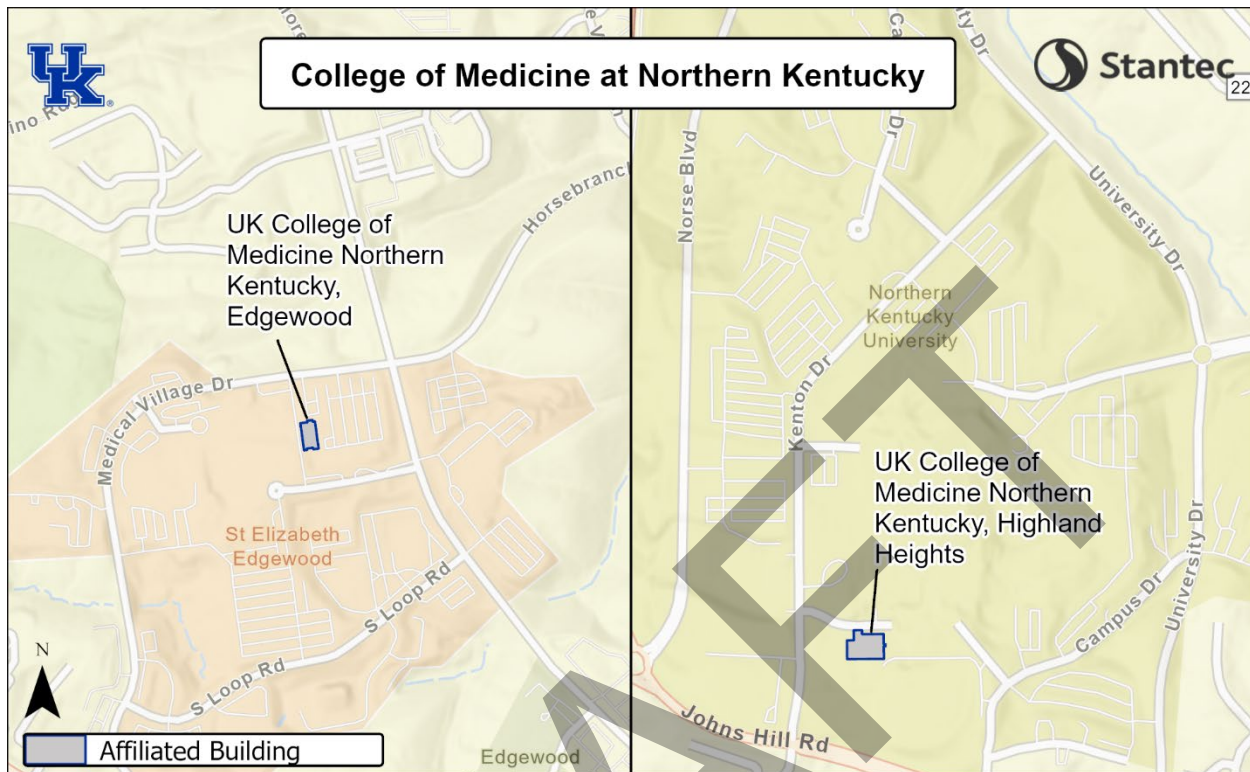 College of Medicine at Northern Kentucky
UK
Stantec
Horsebranch
UK College of
Medicine Northern
Kentucky,
Edgewood
Medical Village Dr
St Elizabeth
Edgewood
S Loop Rd
S Loop Rd
Edgewood
N
Affiliated Building
Norse Blvd
University Dr
Northern
Kentucky
University
Kenton Dr
UK College of
Medicine Northern
Kentucky, Highland
Heights
Campus Dr
University Dr
Johns Hill Rd